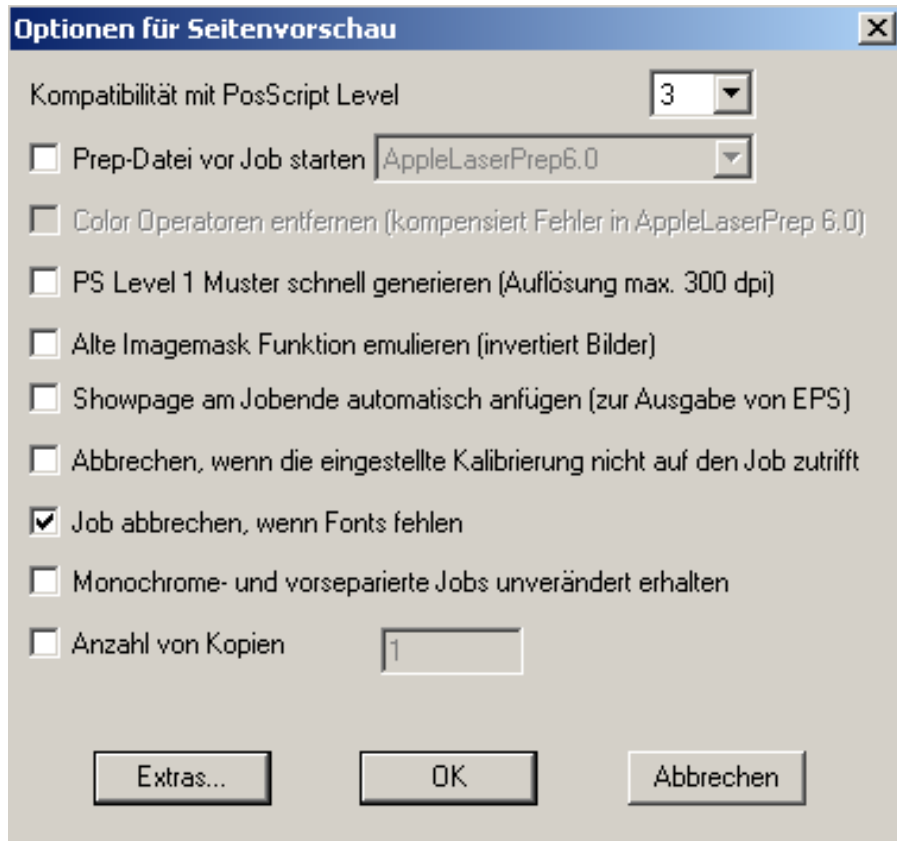 Optionen für Seitenvorschau
Kompatibilität mit PosScript Level 3
Prep-Datei vor Job starten AppleLaserPrep6.0
Color Operatoren entfernen (kompensiert Fehler in AppleLaserPrep 6.0)
PS Level 1 Muster schnell generieren (Auflösung max. 300 dpi)
Alte Imagemask Funktion emulieren (invertiert Bilder)
Showpage am Jobende automatisch anfügen (zur Ausgabe von EPS)
Abbrechen, wenn die eingestellte Kalibrierung nicht auf den Job zutrifft
Job abbrechen, wenn Fonts fehlen
Monochrome- und vorseparierte Jobs unverändert erhalten
Anzahl von Kopien 1
Extras... OK Abbrechen